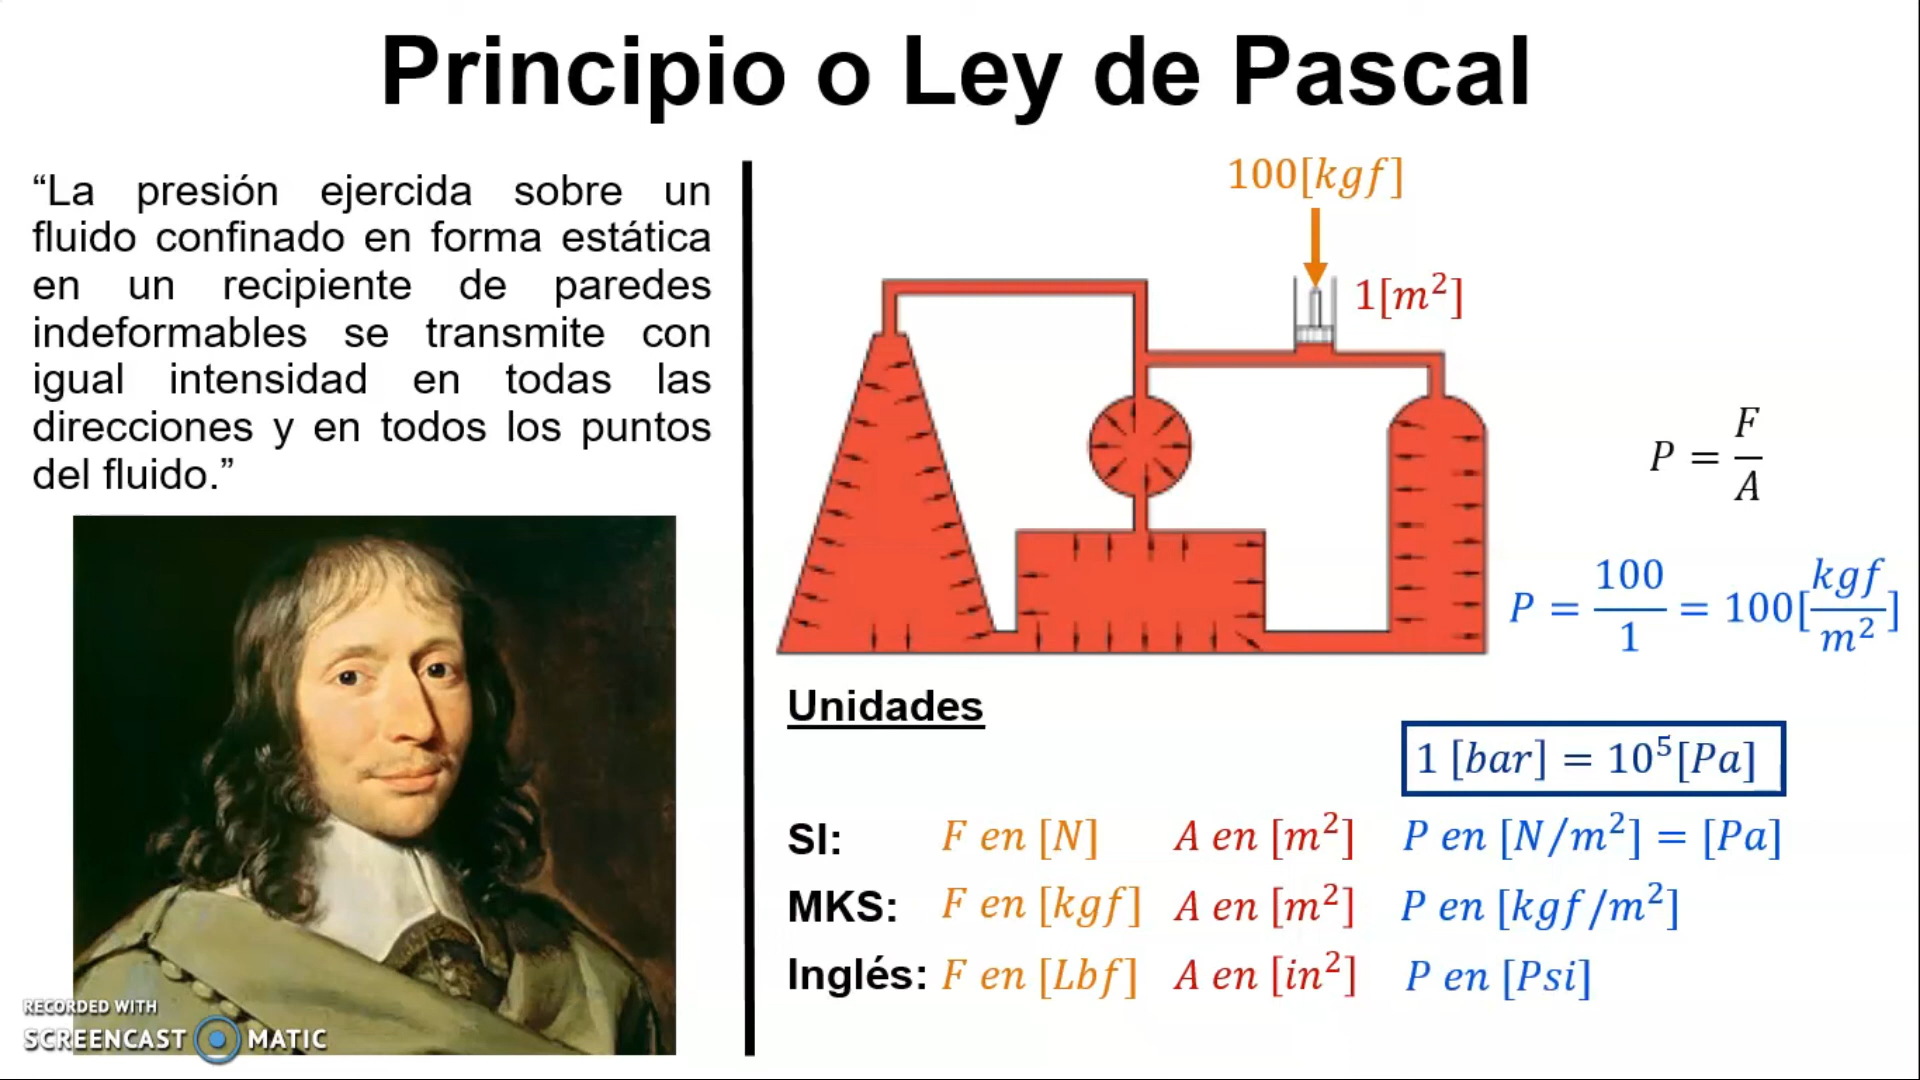 Principio o Ley de Pascal
“La presión ejercida sobre un
fluido confinado en forma estática
en un recipiente de paredes
indeformables se transmite con
igual intensidad en todas las
direcciones y en todos los puntos
del fluido.”
100[kgf]
1[m²]
P = F/A
P = 100/1 = 100[kgf/m²]
Unidades
1 [bar] = 10⁵[Pa]
SI: F en [N] A en [m²] P en [N/m²] = [Pa]
MKS: F en [kgf] A en [m²] P en [kgf/m²]
Inglés: F en [Lbf] A en [in²] P en [Psi]
RECORDED WITH
SCREENCAST MATIC